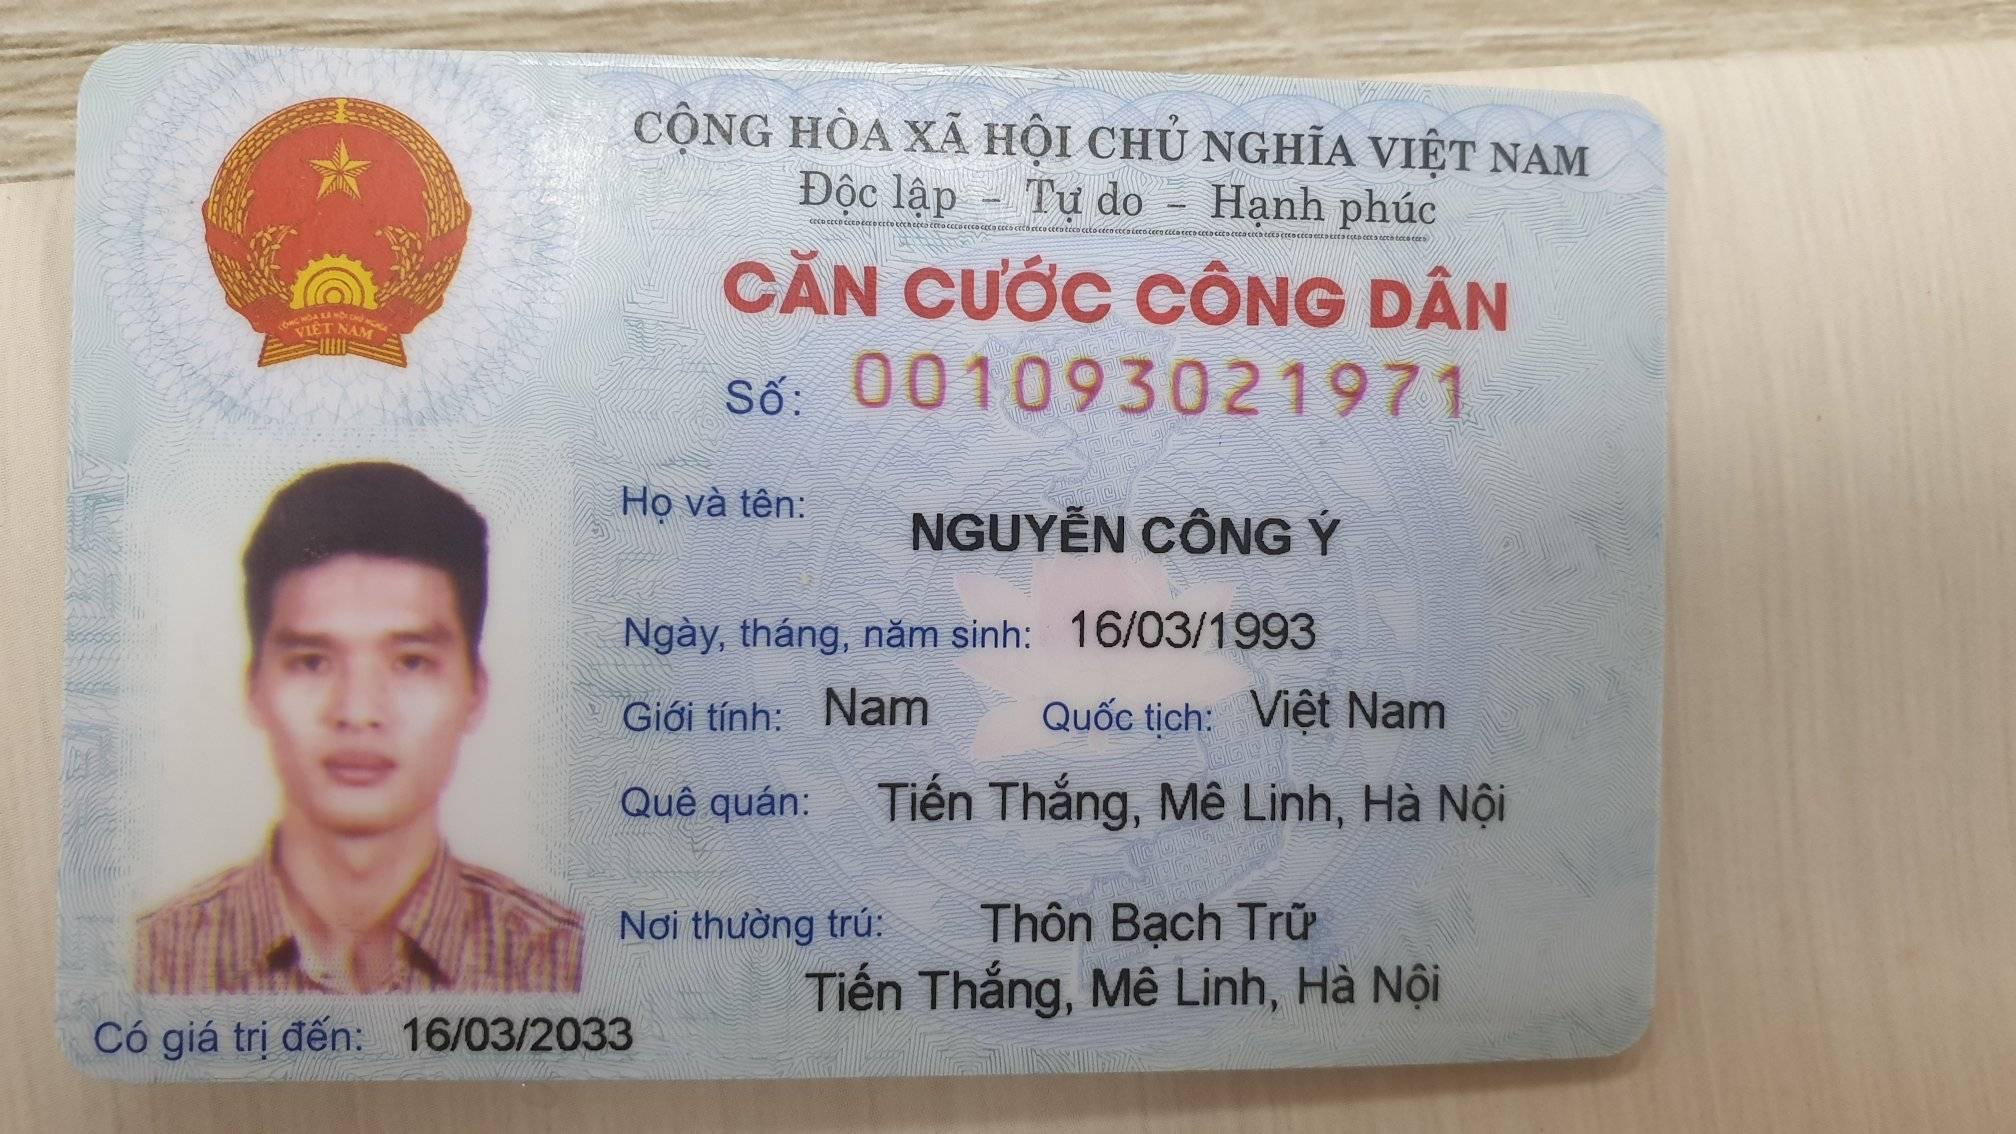 CỘNG HÒA XÃ HỘI CHỦ NGHĨA VIỆT NAM
Độc lập – Tự do – Hạnh phúc
CĂN CƯỚC CÔNG DÂN
Số: 001093021971
Họ và tên: NGUYỄN CÔNG Ý
Ngày, tháng, năm sinh: 16/03/1993
Giới tính: Nam Quốc tịch: Việt Nam
Quê quán: Tiến Thắng, Mê Linh, Hà Nội
Nơi thường trú: Thôn Bạch Trữ
Tiến Thắng, Mê Linh, Hà Nội
Có giá trị đến: 16/03/2033
CỘNG HÒA XÃ HỘI CHỦ NGHĨA
VIỆT NAM